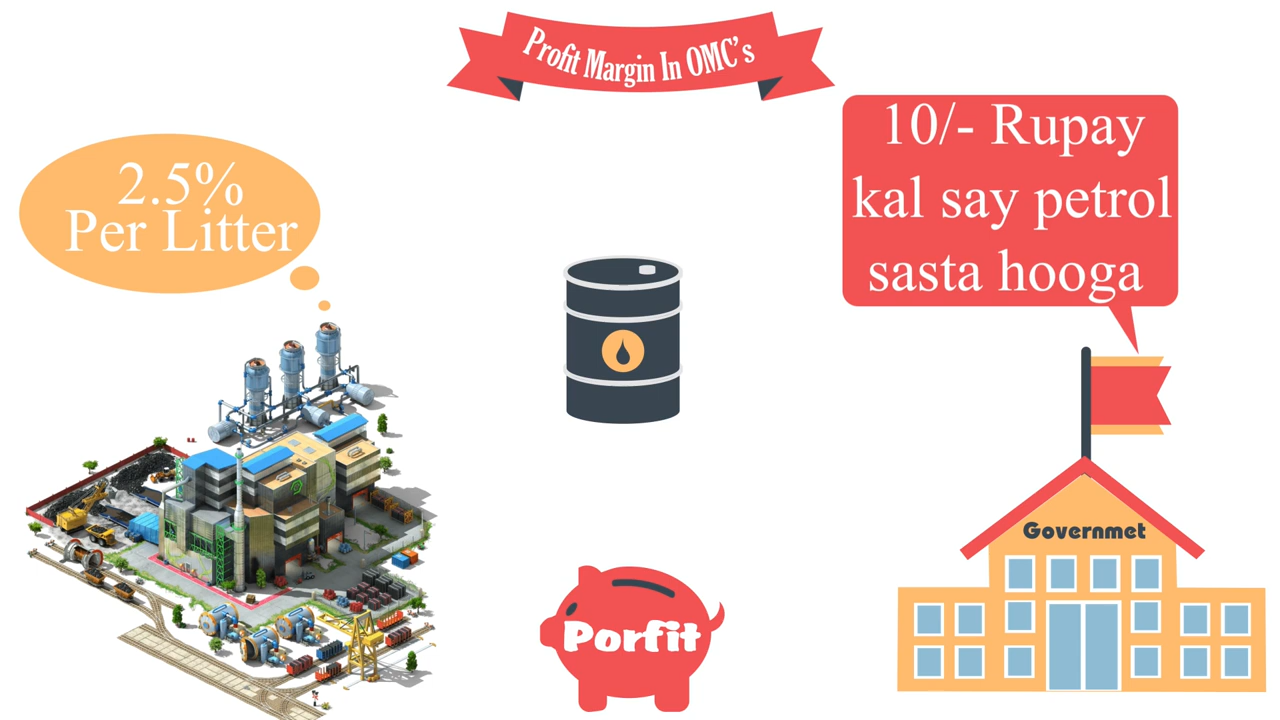 Profit Margin In OMC's
2.5%
Per Litter
10/- Rupay
kal say petrol
sasta hooga
Governmet
Porfit